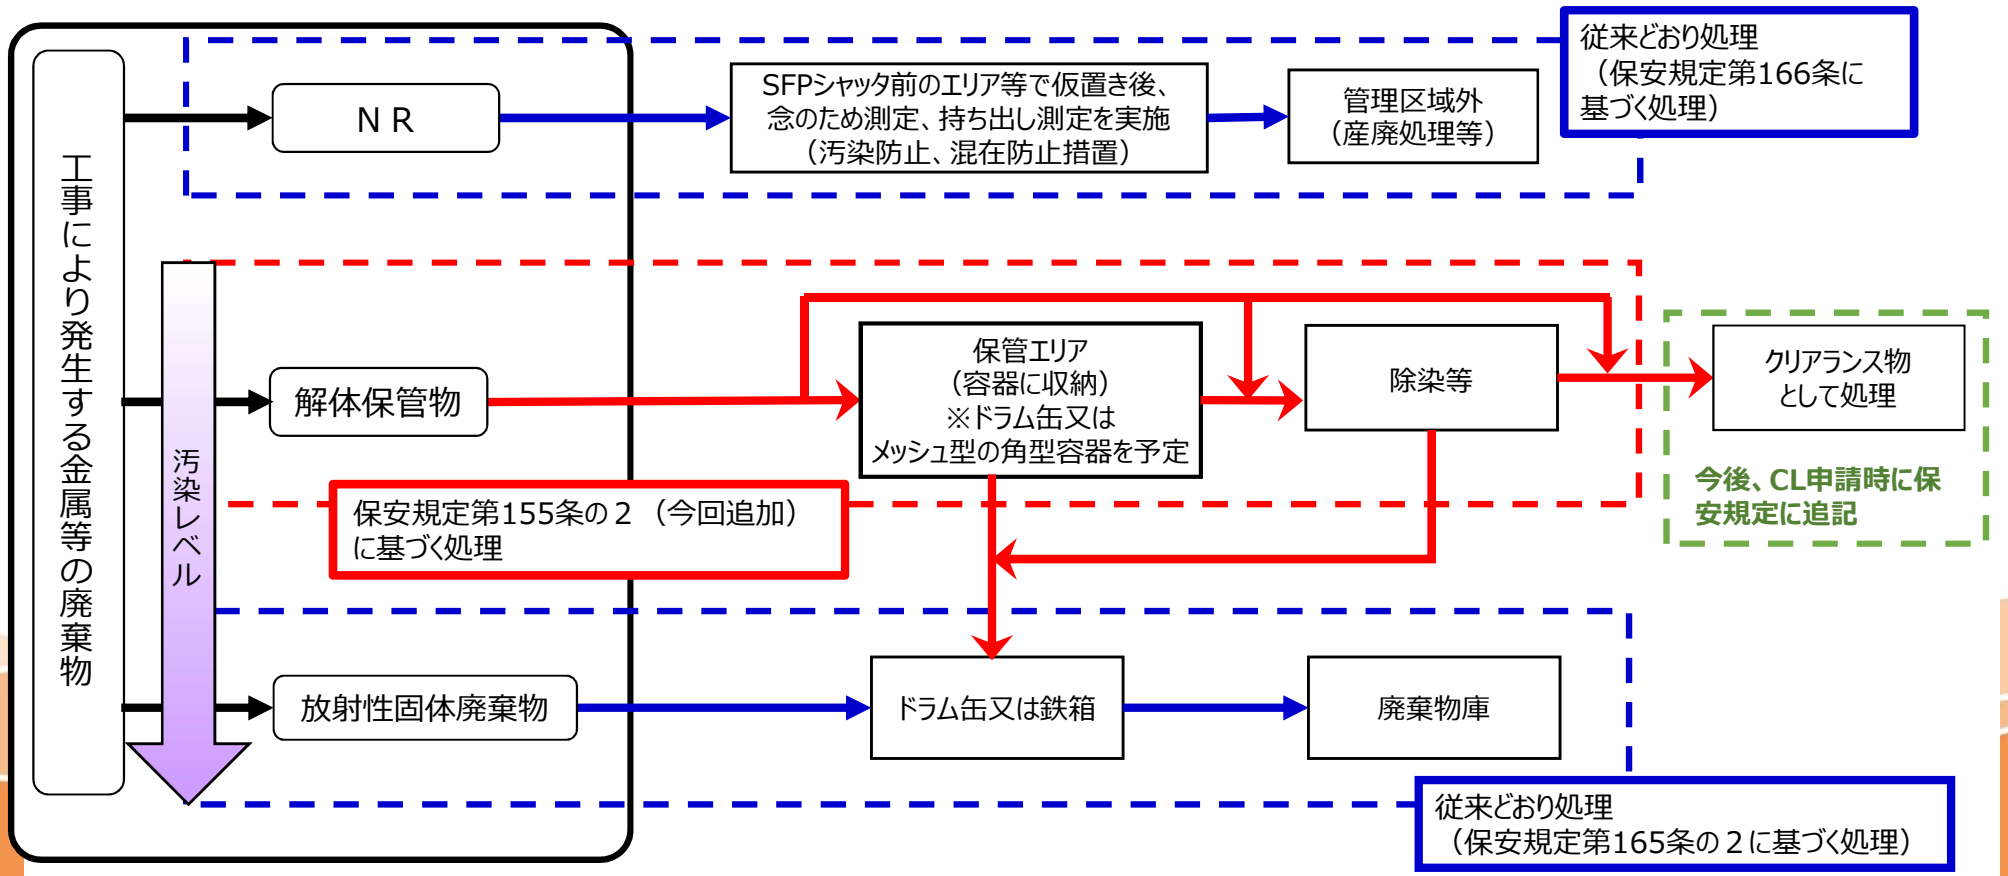 工事により発生する金属等の廃棄物
汚染レベル
ＮＲ
SFPシャッタ前のエリア等で仮置き後、
念のため測定、持ち出し測定を実施
（汚染防止、混在防止措置）
管理区域外
（産廃処理等）
従来どおり処理
（保安規定第166条に
基づく処理）
解体保管物
保管エリア
（容器に収納）
※ドラム缶又は
メッシュ型の角型容器を予定
除染等
クリアランス物
として処理
今後、CL申請時に保
安規定に追記
保安規定第155条の２（今回追加）
に基づく処理
放射性固体廃棄物
ドラム缶又は鉄箱
廃棄物庫
従来どおり処理
（保安規定第165条の２に基づく処理）